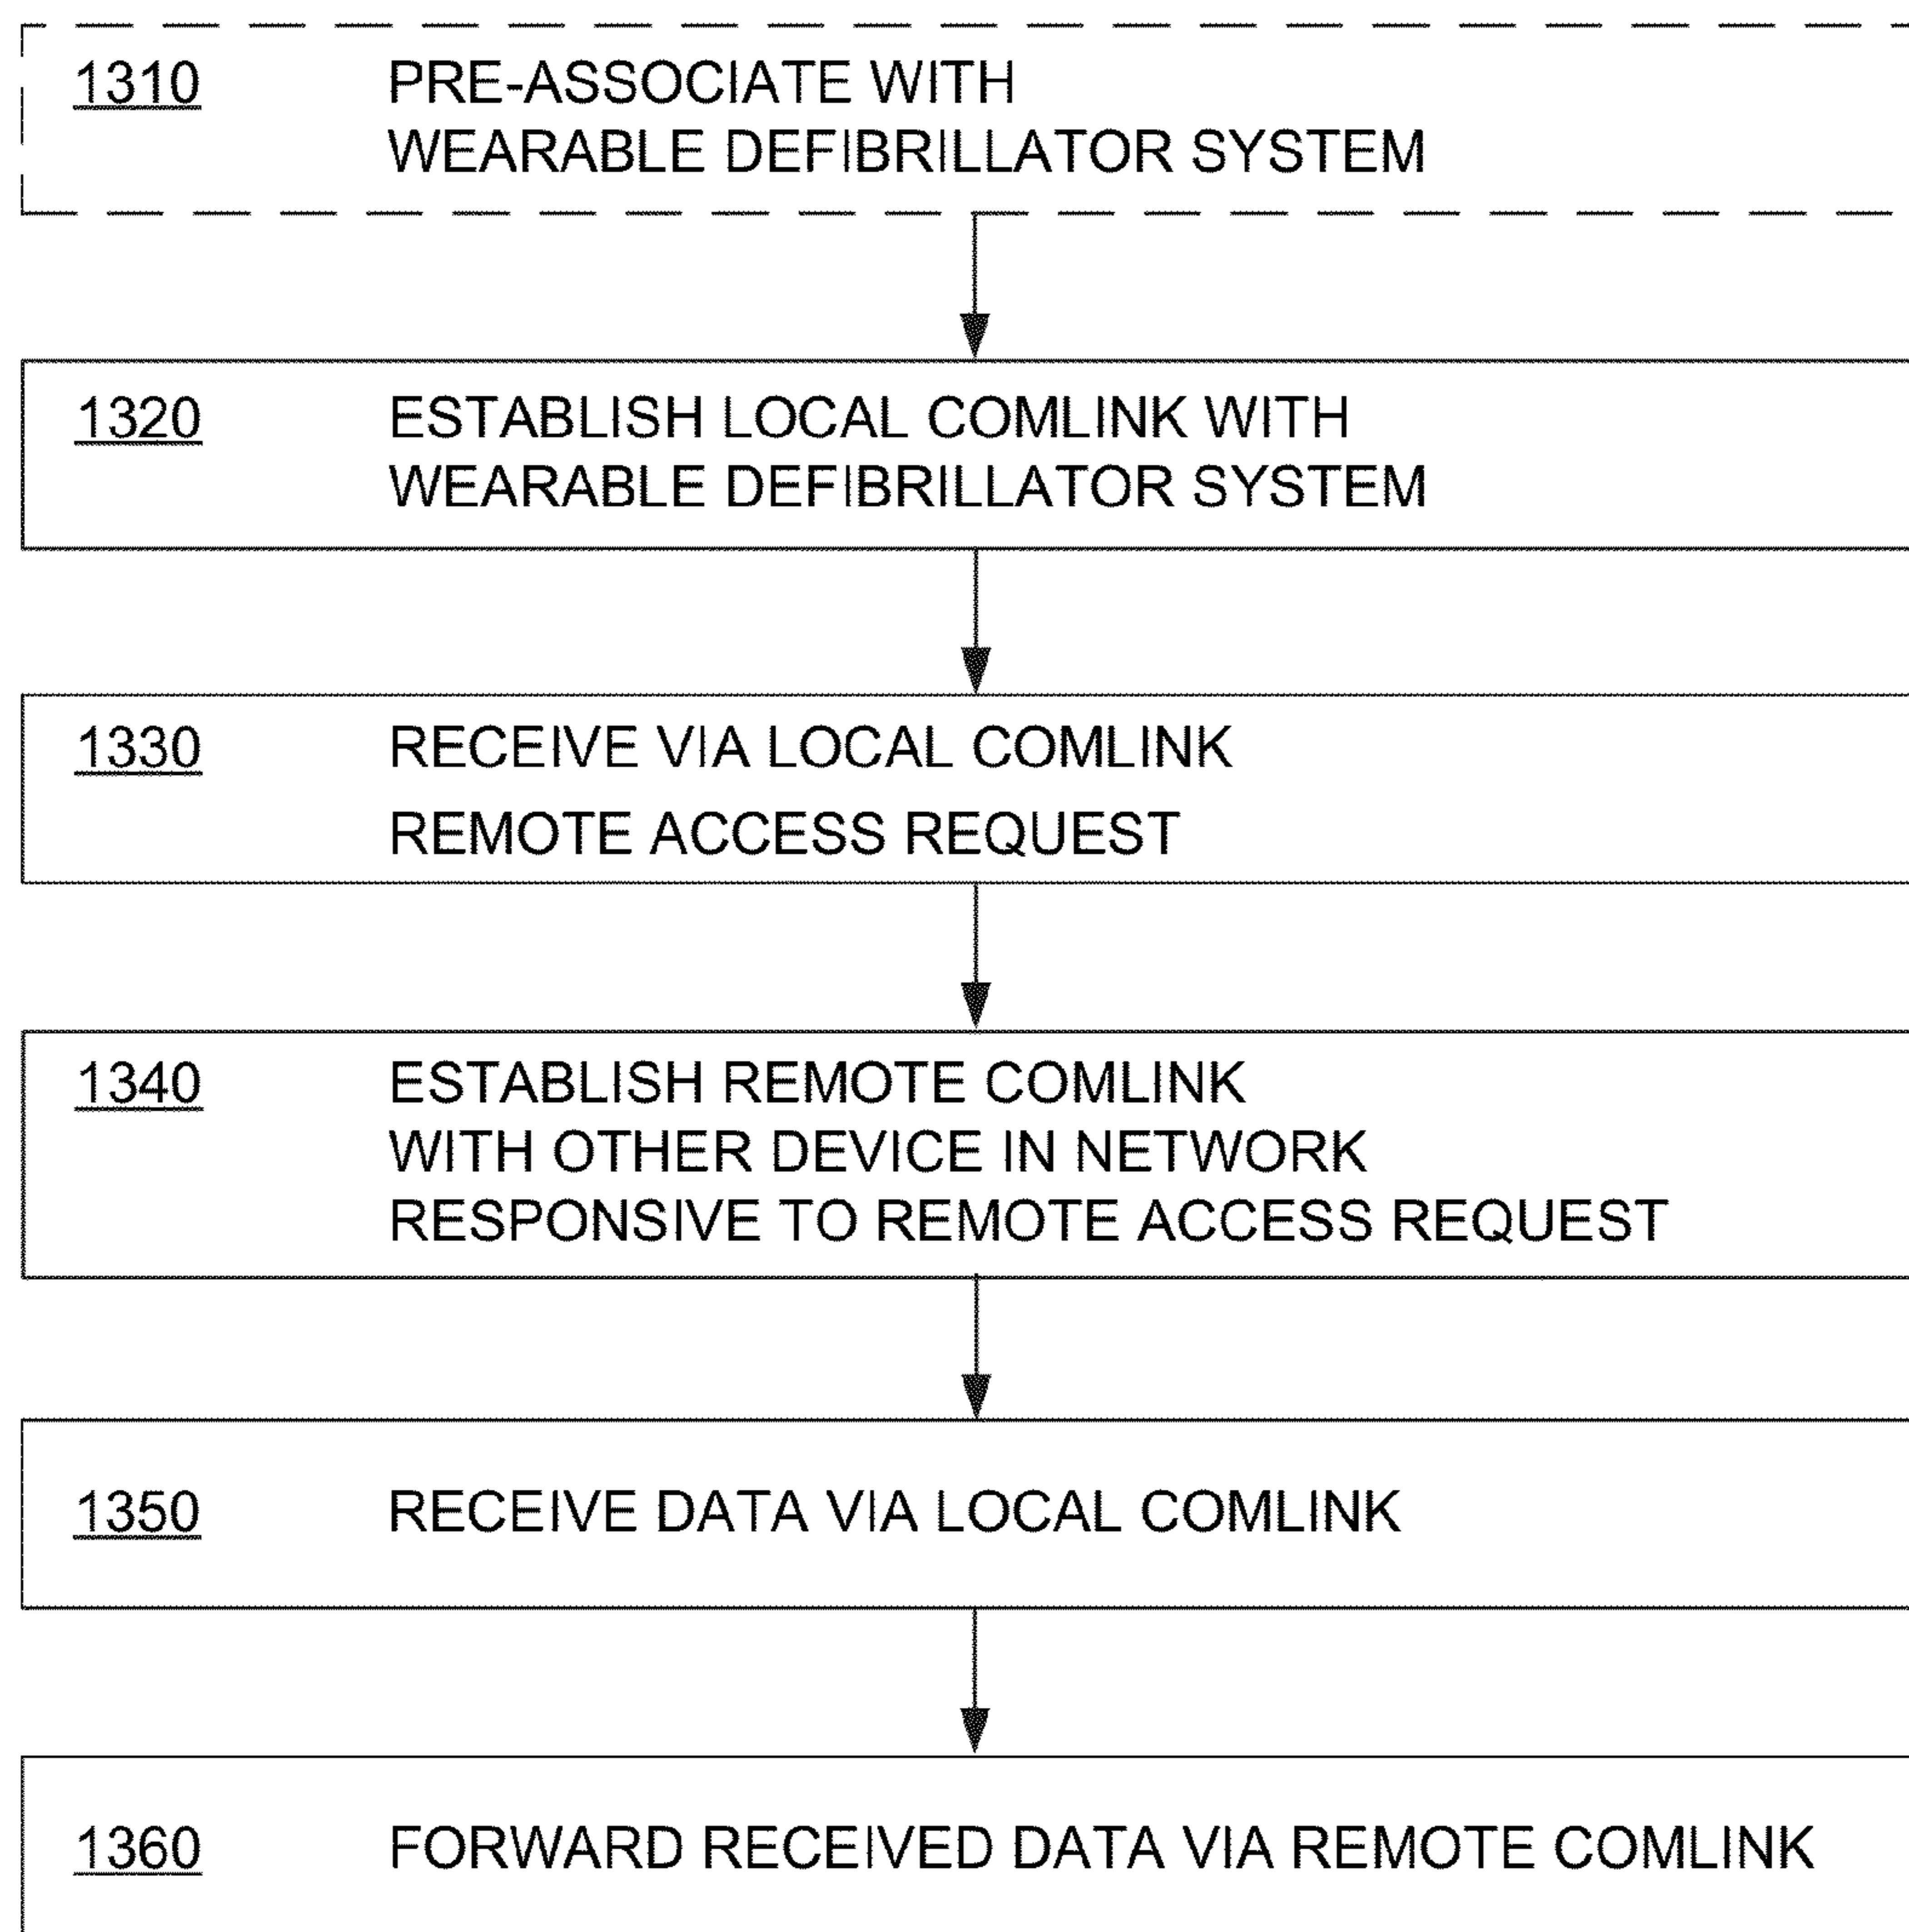 1310 PRE-ASSOCIATE WITH
WEARABLE DEFIBRILLATOR SYSTEM
1320 ESTABLISH LOCAL COMLINK WITH
WEARABLE DEFIBRILLATOR SYSTEM
1330 RECEIVE VIA LOCAL COMLINK
REMOTE ACCESS REQUEST
1340 ESTABLISH REMOTE COMLINK
WITH OTHER DEVICE IN NETWORK
RESPONSIVE TO REMOTE ACCESS REQUEST
1350 RECEIVE DATA VIA LOCAL COMLINK
1360 FORWARD RECEIVED DATA VIA REMOTE COMLINK